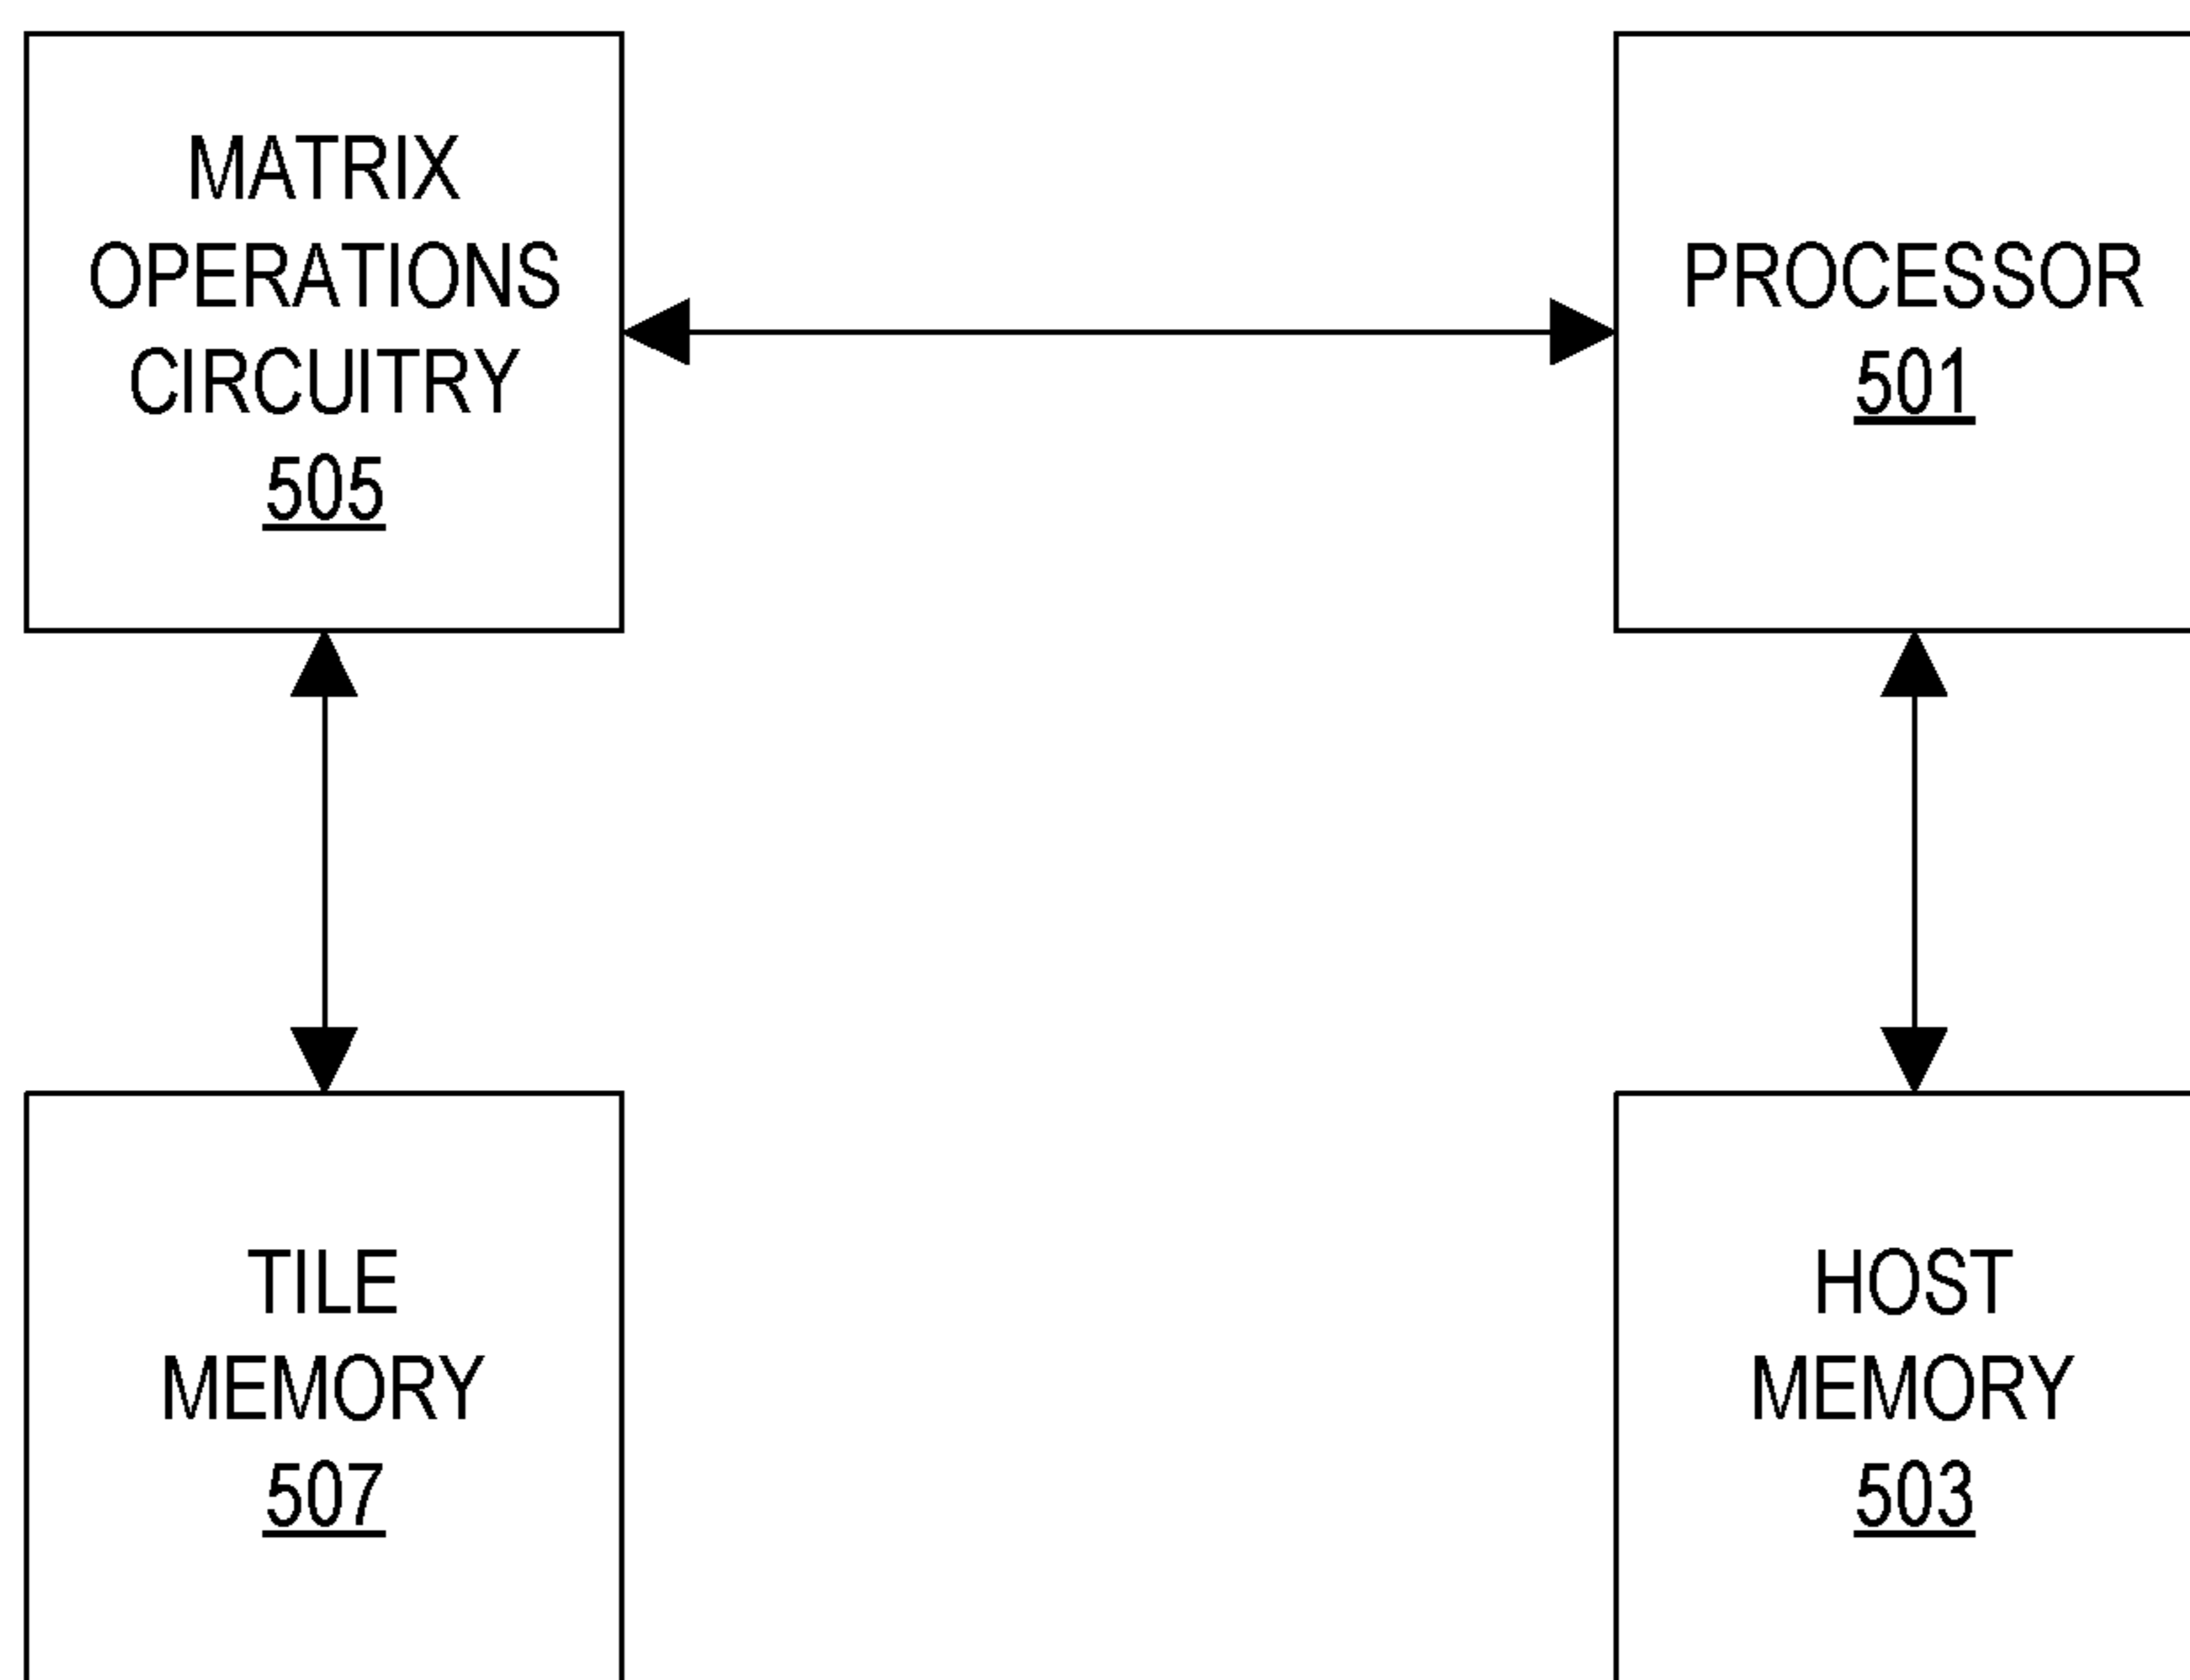 MATRIX
OPERATIONS
CIRCUITRY
505
PROCESSOR
501
TILE
MEMORY
507
HOST
MEMORY
503